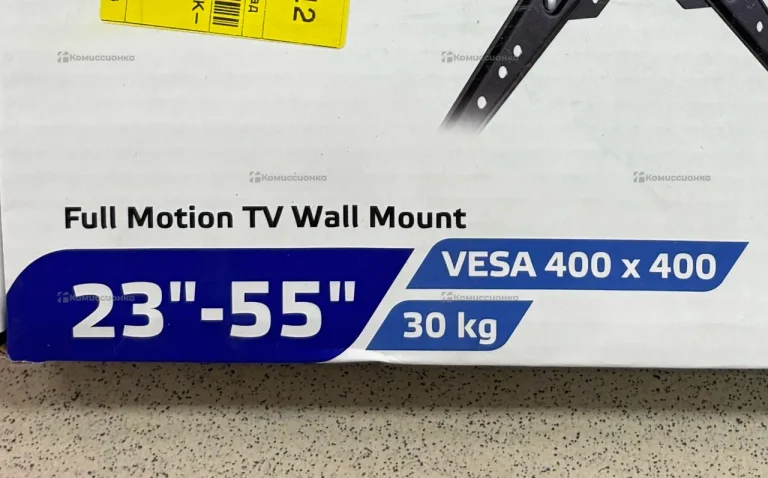 Комиссионка
Комиссионка
Комиссионка
Комиссионка
Full Motion TV Wall Mount
VESA 400 x 400
23"-55"
30 kg
Комиссионка
Комиссионка